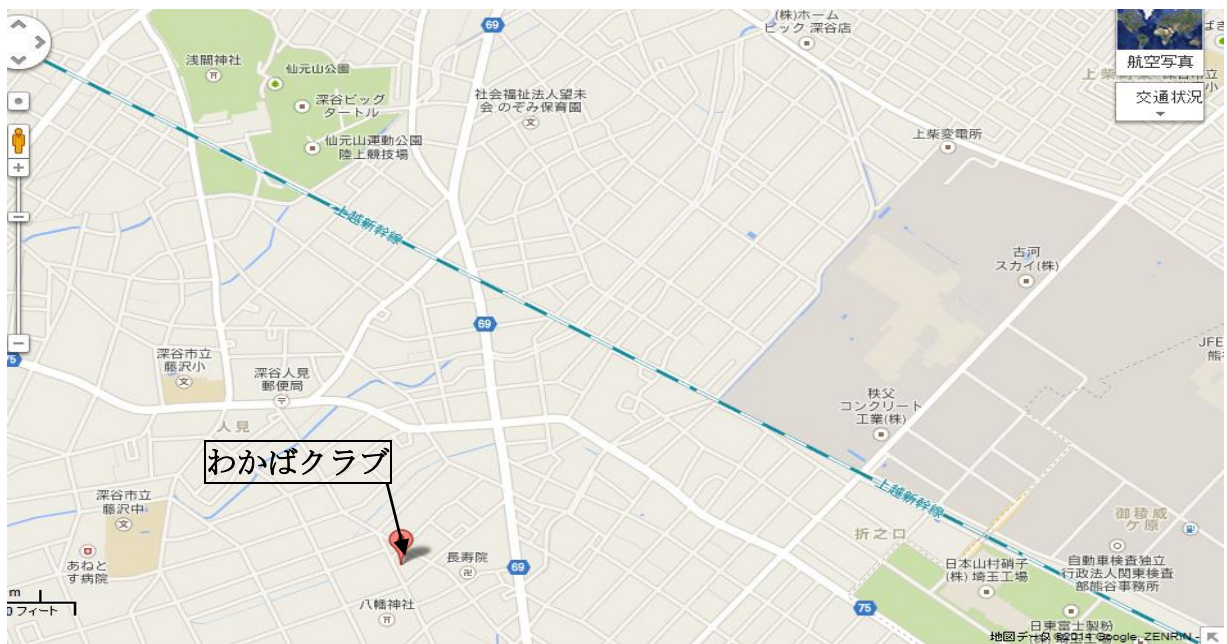 69
(株)ホーム
ピック 深谷店
浅間神社
仙元山公園
深谷ビッグ
タートル
仙元山運動公園
陸上競技場
社会福祉法人望未
会 のぞみ保育園
航空写真
交通状況
上柴変電所
上越新幹線
古河
スカイ(株)
JFE
69
深谷市立
藤沢小
深谷人見
郵便局
人見
秩父
コンクリート
工業(株)
わかばクラブ
深谷市立
藤沢中
あねと
す病院
長寿院
69
八幡神社
上越新幹線
折之口
御稜威
ケ原
日本山村硝子
(株) 埼玉工場
自動車検査独立
行政法人関東検査
部熊谷事務所
75
日東富士製粉
m
0 フィート
地図データ ©2014 Google, ZENRIN -